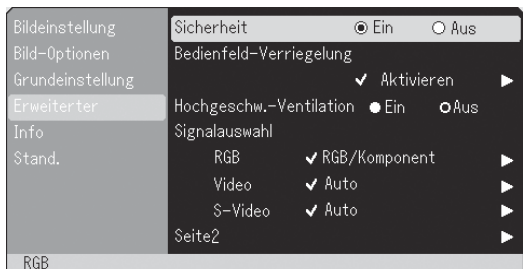 Bildeinstellung
Bild-Optionen
Grundeinstellung
Erweiterter
Info
Stand.
Sicherheit Ein Aus
Bedienfeld-Verriegelung
Aktivieren
Hochgeschw.-Ventilation Ein Aus
Signalauswahl
RGB RGB/Komponent
Video Auto
S-Video Auto
Seite2
RGB